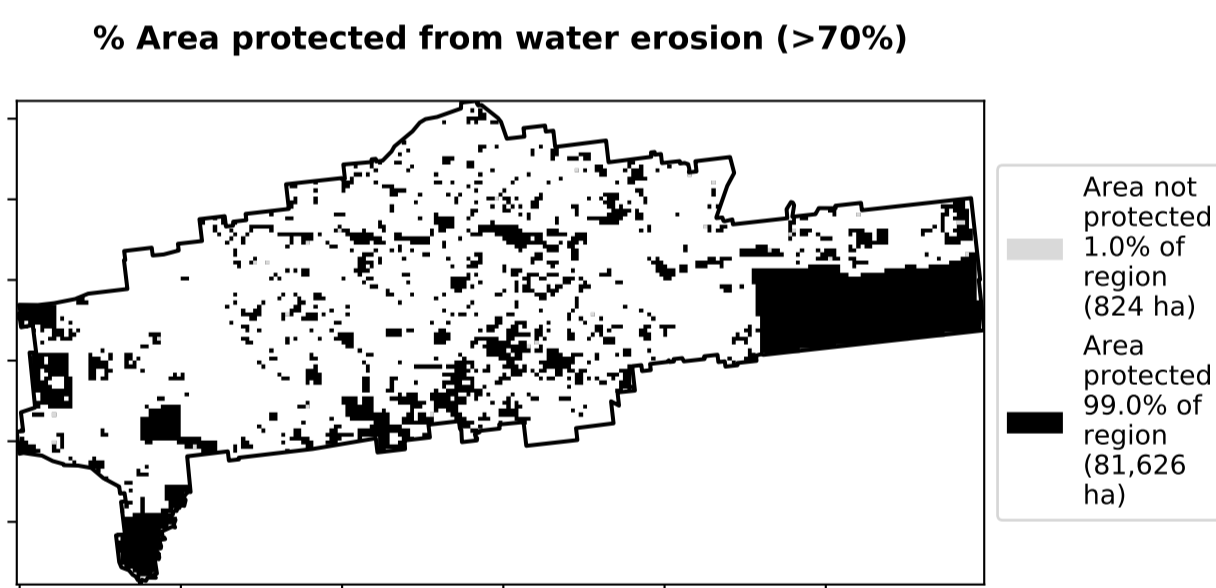 % Area protected from water erosion (>70%)
Area not
protected
1.0% of
region
(824 ha)
Area
protected
99.0% of
region
(81,626
ha)